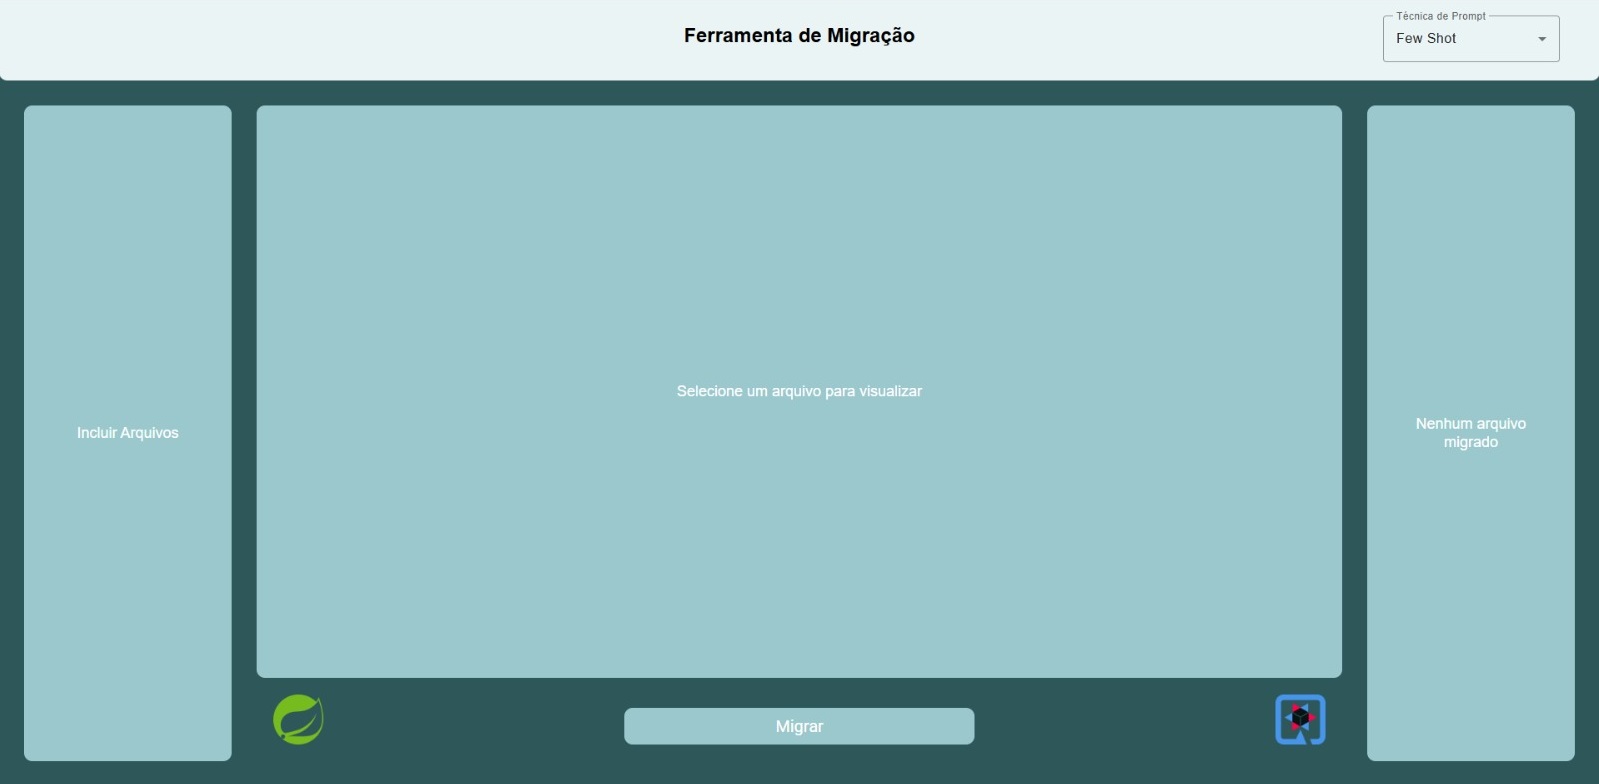 Ferramenta de Migração
Técnica de Prompt
Few Shot
Incluir Arquivos
Selecione um arquivo para visualizar
Nenhum arquivo
migrado
Migrar